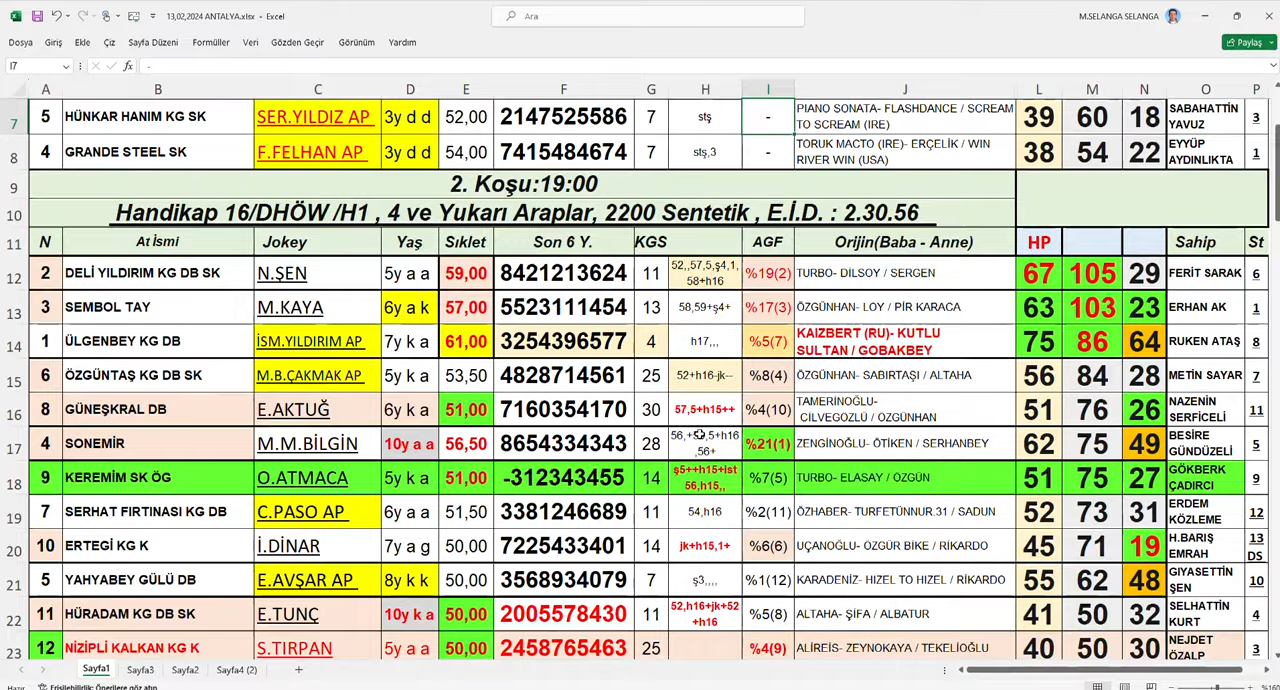 13,02,2024 ANTALYA.xlsx - Excel
Ara
M.SELANGA SELANGA
Dosya Giriş Ekle Çiz Sayfa Düzeni Formüller Veri Gözden Geçir Görünüm Yardım
Paylaş
I7 fx -
A B C D E F G H I J L M N O P
7 5 HÜNKAR HANIM KG SK SER.YILDIZ AP 3y d d 52,00 2147525586 7 stş - PIANO SONATA- FLASHDANCE / SCREAM TO SCREAM (IRE) 39 60 18 SABAHATTİN YAVUZ 3
8 4 GRANDE STEEL SK F.FELHAN AP 3y d d 54,00 7415484674 7 stş,3 - TORUK MACTO (IRE)- ERÇELİK / WIN RIVER WIN (USA) 38 54 22 EYYÜP AYDINLIKTA 1
9 2. Koşu:19:00
10 Handikap 16/DHÖW /H1 , 4 ve Yukarı Araplar, 2200 Sentetik , E.İ.D. : 2.30.56
11 N At İsmi Jokey Yaş Sıklet Son 6 Y. KGS AGF Orijin(Baba - Anne) HP Sahip St
12 2 DELİ YILDIRIM KG DB SK N.ŞEN 5y a a 59,00 8421213624 11 52,,57,5,ş4,1, 58+h16 %19(2) TURBO- DİLSOY / SERGEN 67 105 29 FERİT SARAK 6
13 3 SEMBOL TAY M.KAYA 6y a k 57,00 5523111454 13 58,59+ş4+ %17(3) ÖZGÜNHAN- LOY / PİR KARACA 63 103 23 ERHAN AK 1
14 1 ÜLGENBEY KG DB İSM.YILDIRIM AP 7y k a 61,00 3254396577 4 h17,,, %5(7) KAIZBERT (RU)- KUTLU SULTAN / GOBAKBEY 75 86 64 RUKEN ATAŞ 8
15 6 ÖZGÜNTAŞ KG DB SK M.B.ÇAKMAK AP 5y k a 53,50 4828714561 25 52+h16-jk-- %8(4) ÖZGÜNHAN- SABIRTAŞI / ALTAHA 56 84 28 METİN SAYAR 7
16 8 GÜNEŞKRAL DB E.AKTUĞ 6y k a 51,00 7160354170 30 57,5+h15++ %4(10) TAMERİNOĞLU- CİLVEGÖZLÜ / ÖZGÜNHAN 51 76 26 NAZENİN SERFİCELİ 11
17 4 SONEMİR M.M.BİLGİN 10y a a 56,50 8654334343 28 ,5+h16 ,56+ %21(1) ZENGİNOĞLU- ÖTİKEN / SERHANBEY 62 75 49 BESİRE GÜNDÜZELİ 5
18 9 KEREMİM SK ÖG O.ATMACA 5y k a 51,00 -312343455 14 ş5++h15+ist 56,h15,, %7(5) TURBO- ELASAY / ÖZGÜN 51 75 27 GÖKBERK ÇADIRCI 9
19 7 SERHAT FIRTINASI KG DB C.PASO AP 6y a a 51,50 3381246689 11 54,h16 %2(11) ÖZHABER- TURFETÜNNUR.31 / SADUN 52 73 31 ERDEM KÖZLEME 12
20 10 ERTEGİ KG K İ.DİNAR 7y a g 50,00 7225433401 14 jk+h15,1+ %6(6) UÇANOĞLU- ÖZGÜR BİKE / RİKARDO 45 71 19 H.BARIŞ EMRAH 13 DS
21 5 YAHYABEY GÜLÜ DB E.AVŞAR AP 8y k k 50,00 3568934079 7 ş3,,,, %1(12) KARADENİZ- HIZEL TO HIZEL / RİKARDO 55 62 48 GIYASETTİN ŞEN 10
22 11 HÜRADAM KG DB SK E.TUNÇ 10y k a 50,00 2005578430 11 52,h16+jk+52 +h16 %5(8) ALTAHA- ŞİFA / ALBATUR 41 50 32 SELHATTİN KURT 4
23 12 NİZİPLİ KALKAN KG K S.TIRPAN 5y a a 50,00 2458765463 25 %4(9) ALİREİS- ZEYNOKAYA / TEKELİOĞLU 40 50 30 NEJDET ÖZALP 3
Sayfa1 Sayfa3 Sayfa2 Sayfa4 (2) +
Hazır Erişilebilirlik: Önerilere göz atın %160